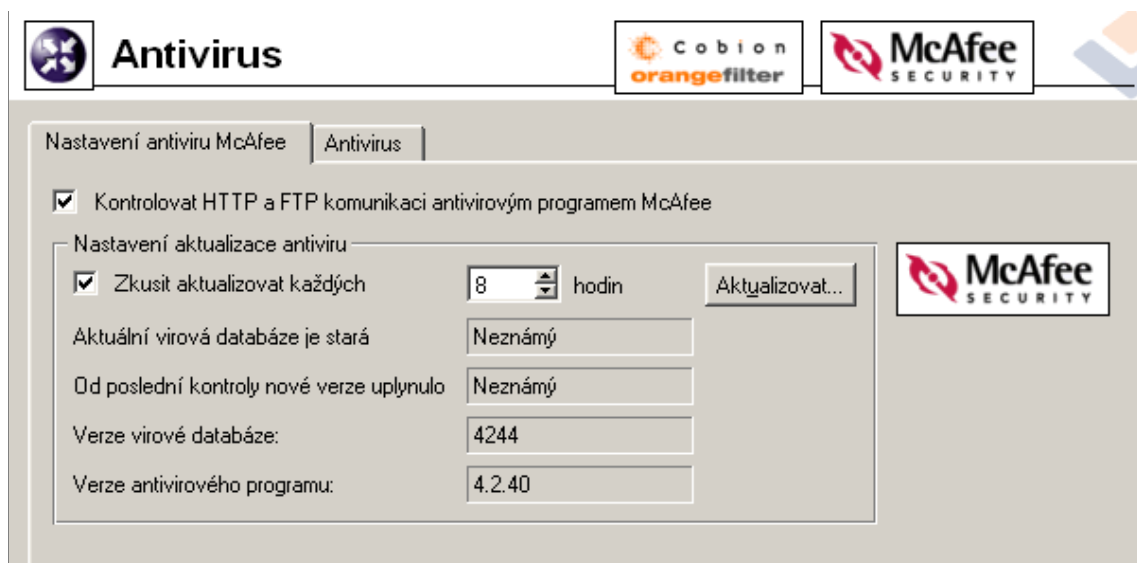 Antivirus
Cobion
orangefilter
McAfee
SECURITY
Nastavení antiviru McAfee
Antivirus
Kontrolovat HTTP a FTP komunikaci antivirovým programem McAfee
Nastavení aktualizace antiviru
Zkusit aktualizovat každých 8 hodin Aktualizovat...
McAfee
SECURITY
Aktuální virová databáze je stará Neznámý
Od poslední kontroly nové verze uplynulo Neznámý
Verze virové databáze: 4244
Verze antivirového programu: 4.2.40